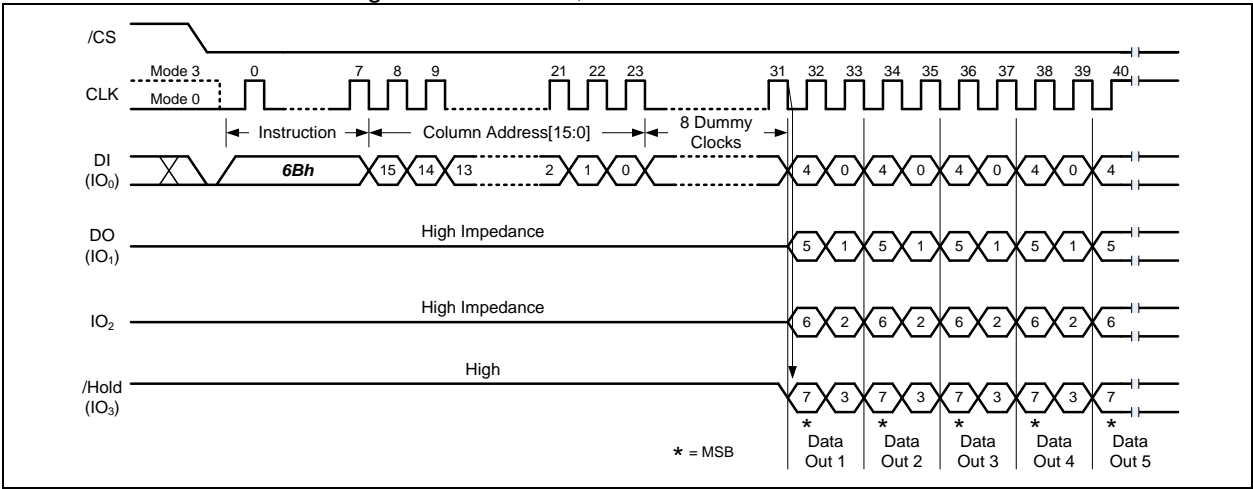 /CS
Mode 3 0 7 8 9 21 22 23 31 32 33 34 35 36 37 38 39 40
CLK
Mode 0
Instruction Column Address[15:0] 8 Dummy
Clocks
DI
(IO₀)
6Bh 15 14 13 2 1 0 4 0 4 0 4 0 4 0 4
DO
(IO₁)
High Impedance
5 1 5 1 5 1 5 1 5
High Impedance
IO₂ 6 2 6 2 6 2 6 2 6
High
/Hold
(IO₃)
7 3 7 3 7 3 7 3 7
* * * * *
* = MSB
Data
Out 1
Data
Out 2
Data
Out 3
Data
Out 4
Data
Out 5